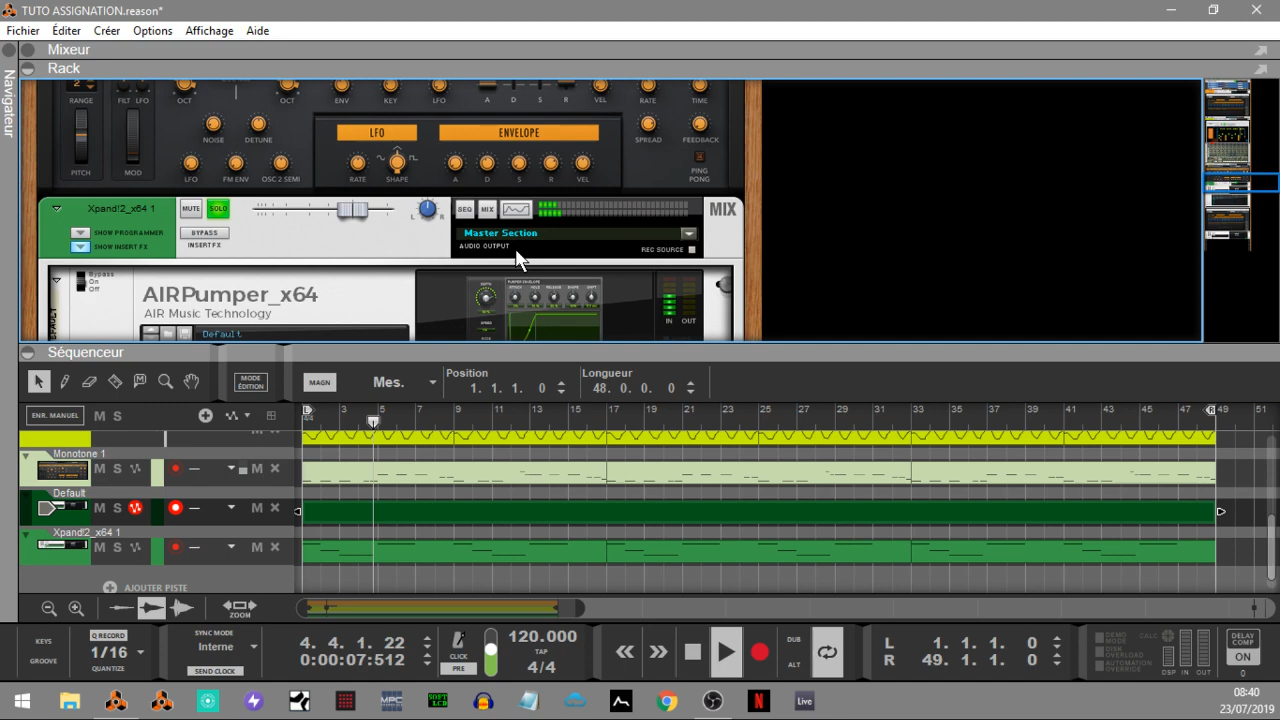 TUTO ASSIGNATION.reason*
Fichier Éditer Créer Options Affichage Aide
Mixeur
Rack
Navigateur
2
RANGE FILT LFO OCT OCT ENV KEY LFO A D S R VEL RATE TIME
LFO ENVELOPE
NOISE DETUNE SPREAD FEEDBACK
PITCH MOD LFO FM ENV OSC 2 SEMI RATE SHAPE A D S R VEL PING
PONG
Xpand!2_x64 1 MUTE SOLO L R SEQ MIX MIX
SHOW PROGRAMMER BYPASS Master Section
SHOW INSERT FX INSERT FX AUDIO OUTPUT REC SOURCE
Bypass
On
Off
AIRPumper_x64
AIR Music Technology
Default
IN OUT
Séquenceur
MODE
ÉDITION
MAGN Mes. Position Longueur
1. 1. 1. 0 48. 0. 0. 0
ENR. MANUEL M S L 4/4 3 5 7 9 11 13 15 17 19 21 23 25 27 29 31 33 35 37 39 41 43 45 47 R 49 51
Monotone 1
M S M
Default
M S M
Xpand!2_x64 1
M S M
AJOUTER PISTE
ZOOM
KEYS
GROOVE
Q RECORD
1/16
QUANTIZE
SYNC MODE
Interne
SEND CLOCK
4. 4. 1. 22
0:00:07:512
CLICK
PRE
120.000
4/4
DUB
ALT
L 1. 1. 1. 0
R 49. 1. 1. 0
DEMO MODE
DISK OVERLOAD
AUTOMATION OVERRIDE
CALC
DSP IN OUT
DELAY
COMP
ON
0
MPC SOFT LCD N Live
08:40
23/07/2019